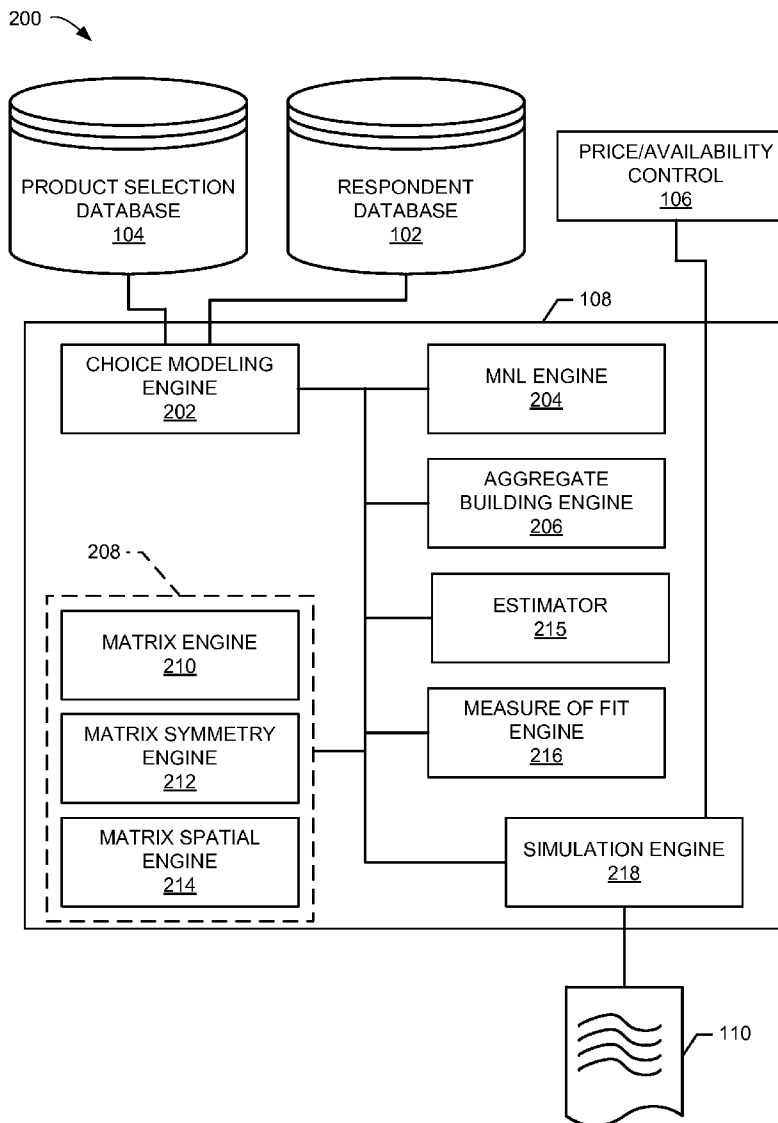 200
PRODUCT SELECTION
DATABASE
104
RESPONDENT
DATABASE
102
PRICE/AVAILABILITY
CONTROL
106
108
CHOICE MODELING
ENGINE
202
MNL ENGINE
204
AGGREGATE
BUILDING ENGINE
206
208
MATRIX ENGINE
210
ESTIMATOR
215
MATRIX SYMMETRY
ENGINE
212
MEASURE OF FIT
ENGINE
216
MATRIX SPATIAL
ENGINE
214
SIMULATION ENGINE
218
110